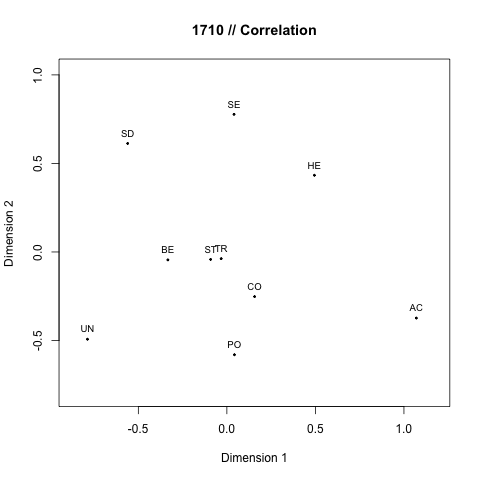 1710 // Correlation
Dimension 2
1.0
0.5
0.0
-0.5
SE
SD
HE
BE
ST
TR
CO
AC
UN
PO
-0.5
0.0
0.5
1.0
Dimension 1